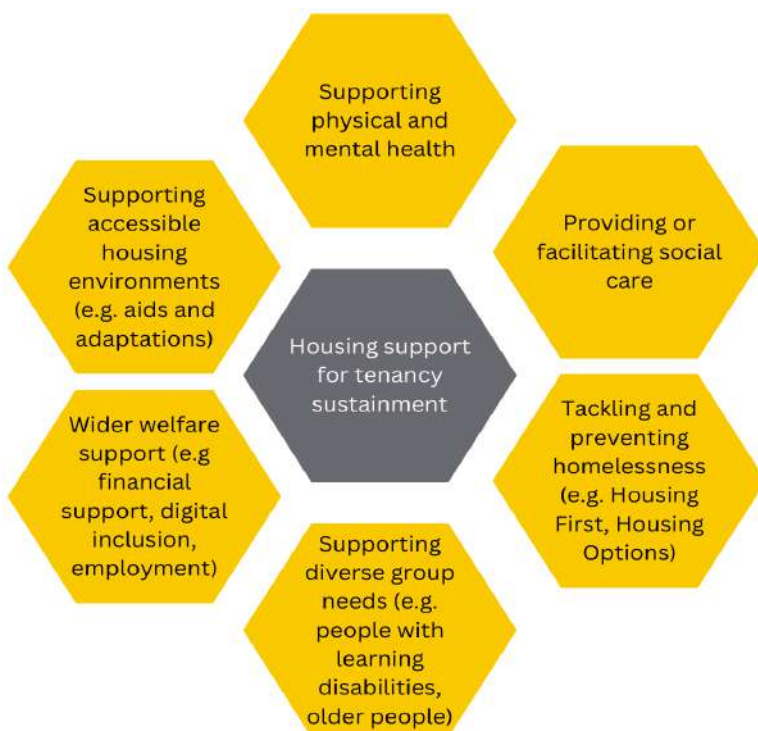 Supporting
physical and
mental health
Supporting
accessible
housing
environments
(e.g. aids and
adaptations)
Providing or
facilitating social
care
Housing support
for tenancy
sustainment
Wider welfare
support (e.g
financial
support, digital
inclusion,
employment)
Tackling and
preventing
homelessness
(e.g. Housing
First, Housing
Options)
Supporting
diverse group
needs (e.g.
people with
learning
disabilities,
older people)